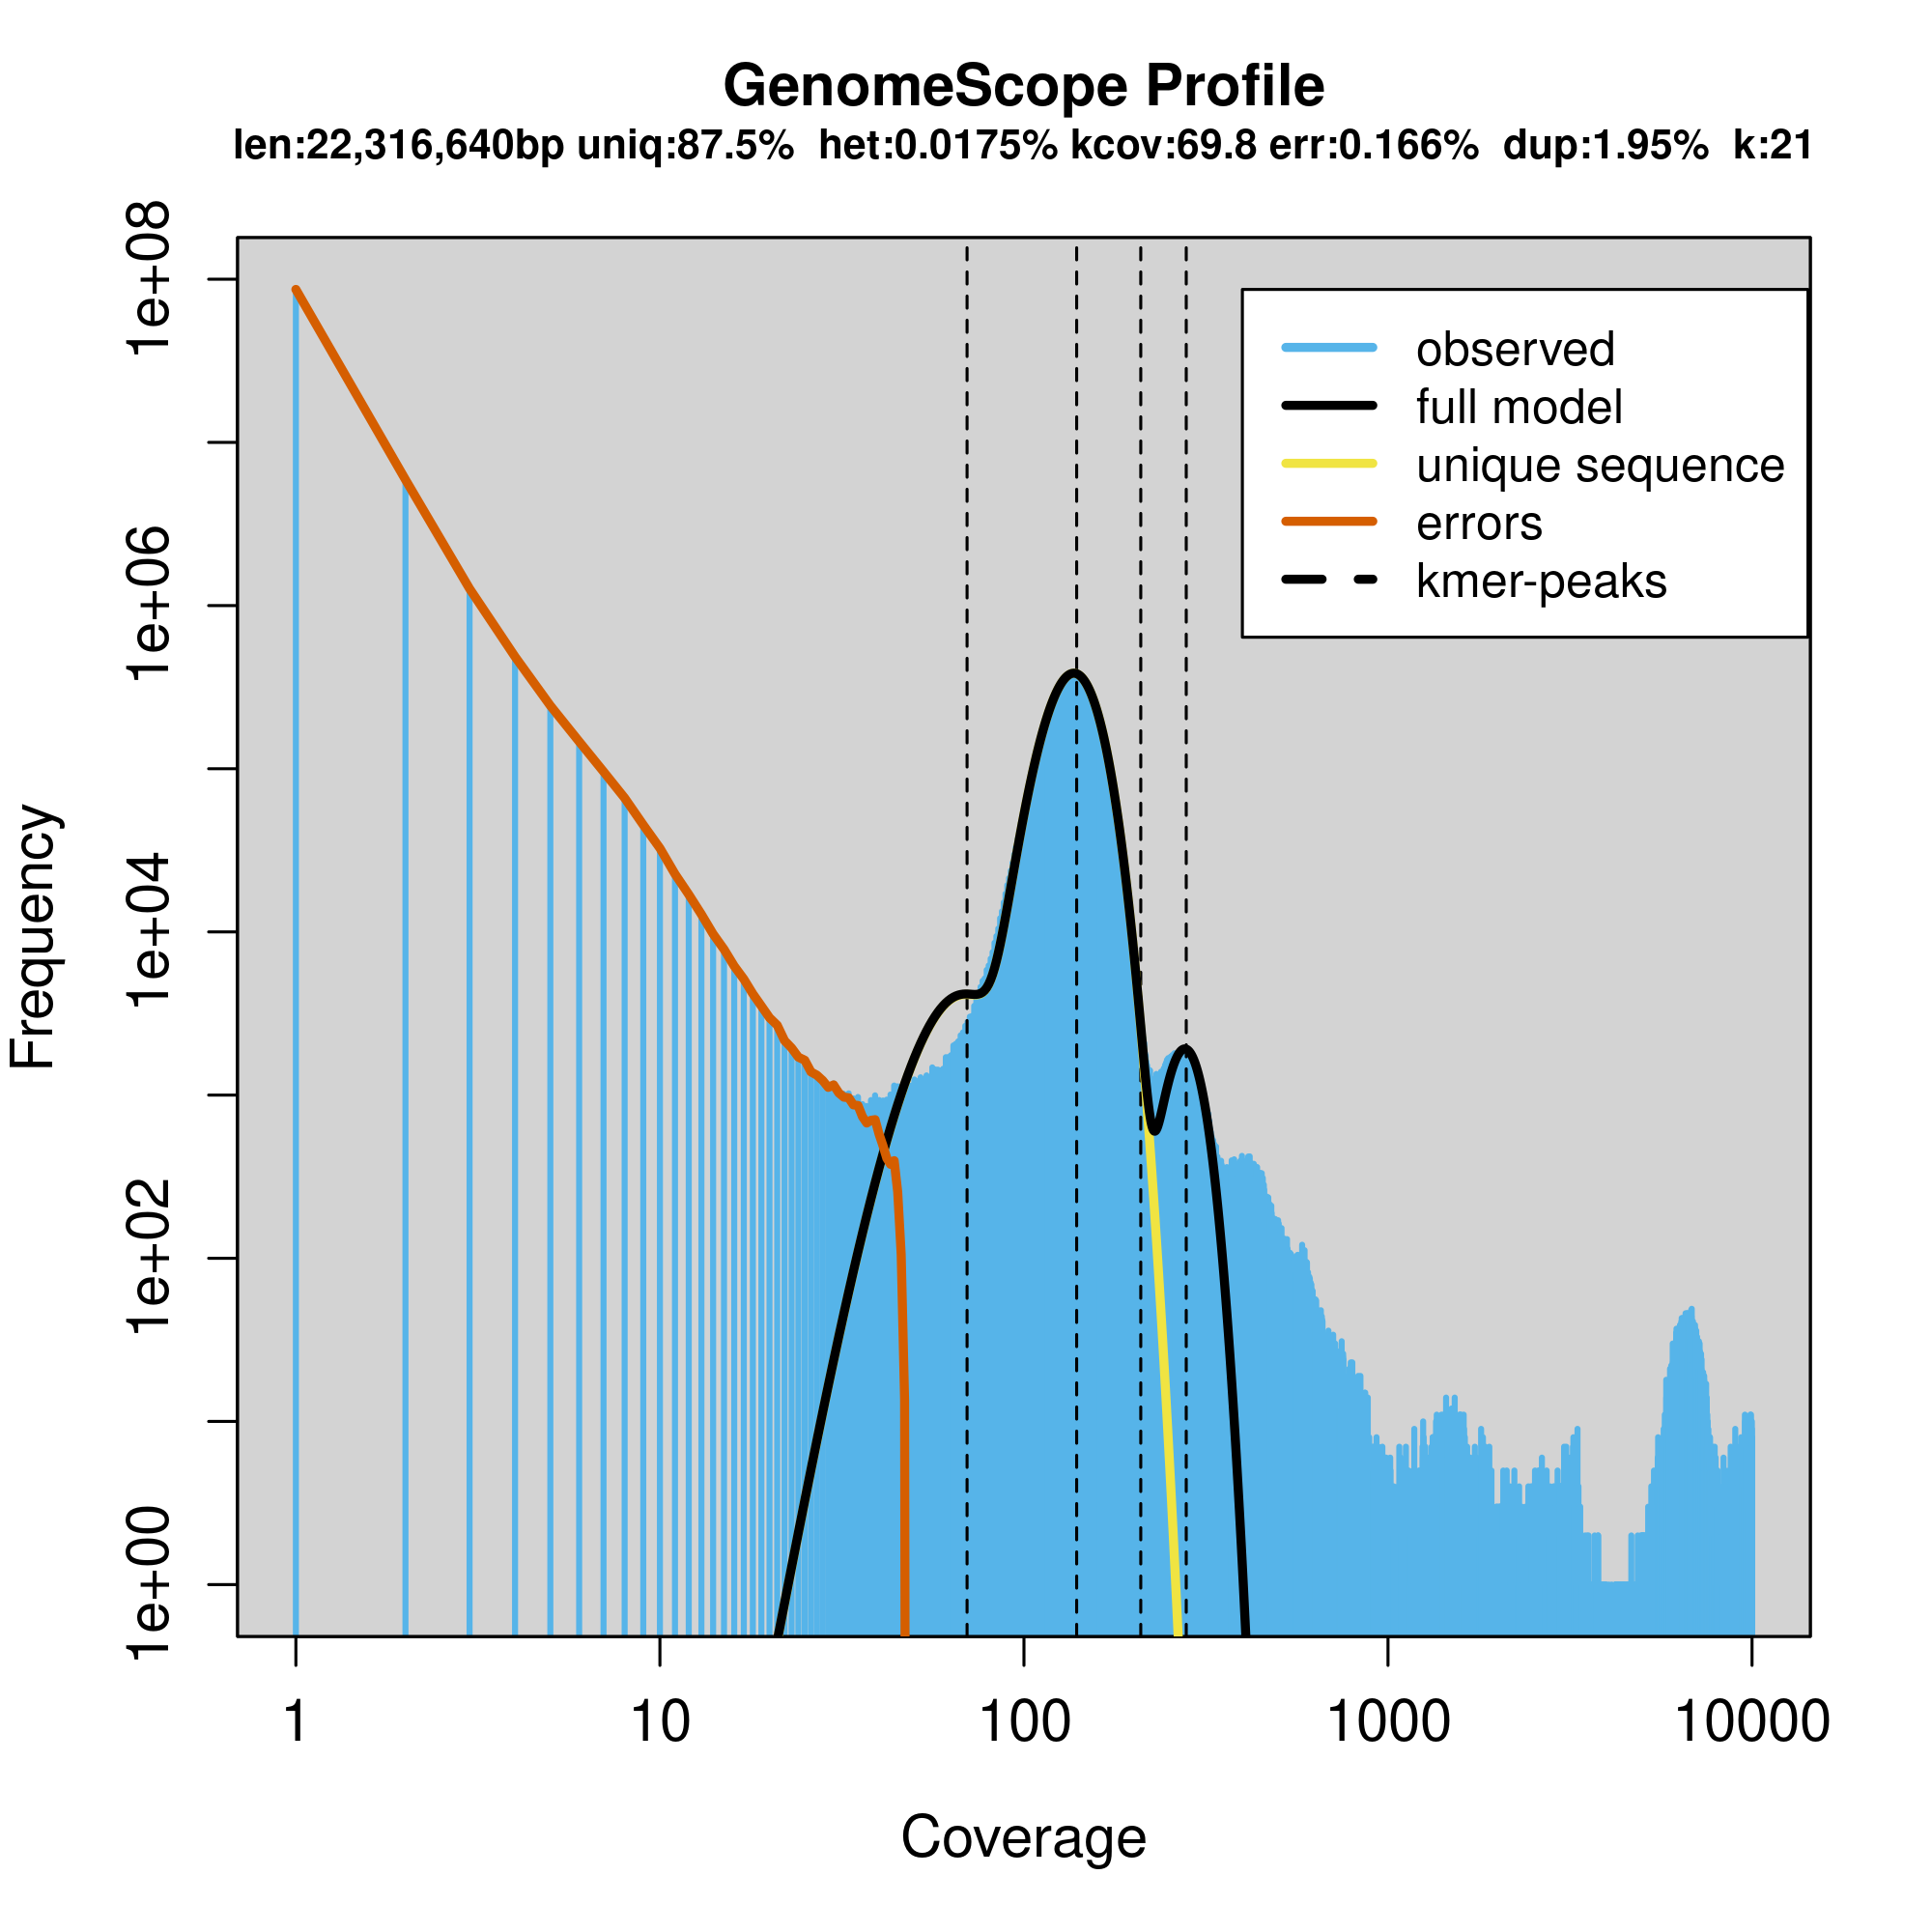 GenomeScope Profile
len:22,316,640bp uniq:87.5% het:0.0175% kcov:69.8 err:0.166% dup:1.95% k:21
Frequency
1e+08
1e+06
1e+04
1e+02
1e+00
observed
full model
unique sequence
errors
kmer-peaks
1 10 100 1000 10000
Coverage